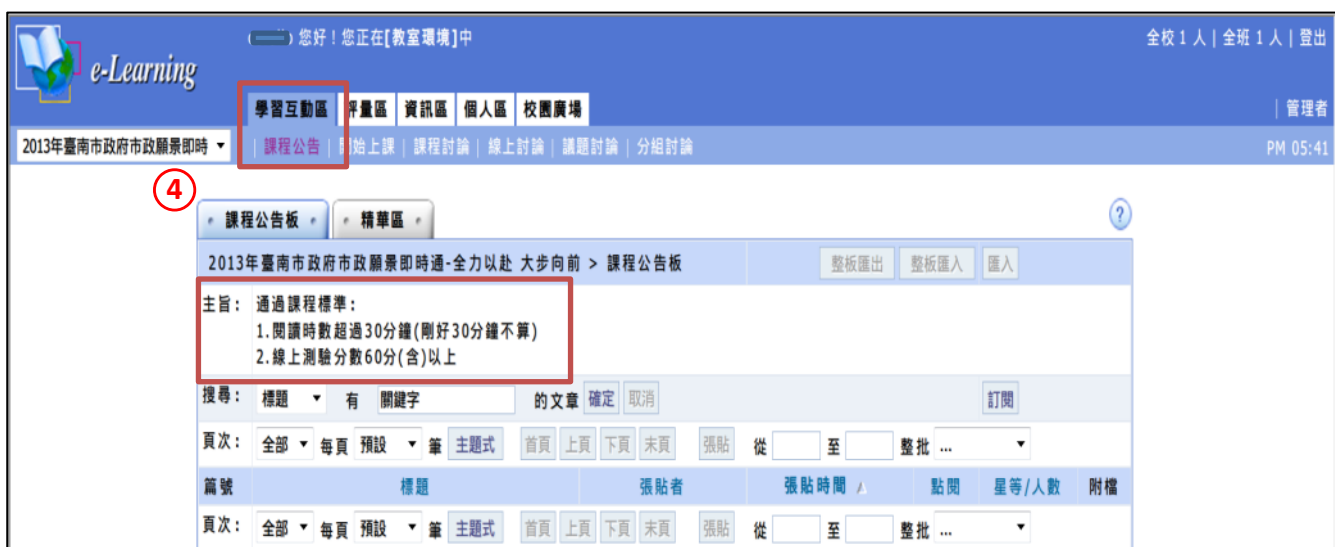 您好！您正在[教室環境]中
全校 1 人 | 全班 1 人 | 登出
e-Learning
學習互動區 評量區 資訊區 個人區 校園廣場
| 管理者
2013年臺南市政府市政願景即時
| 課程公告 | 開始上課 | 課程討論 | 線上討論 | 議題討論 | 分組討論
PM 05:41
④
課程公告板 精華區
?
2013年臺南市政府市政願景即時通-全力以赴 大步向前 > 課程公告板 整板匯出 整板匯入 匯入
主旨： 通過課程標準：
1.閱讀時數超過30分鐘(剛好30分鐘不算)
2.線上測驗分數60分(含)以上
搜尋： 標題 有 關鍵字 的文章 確定 取消 訂閱
頁次： 全部 每頁 預設 筆 主題式 首頁 上頁 下頁 末頁 張貼 從 至 整批 ...
篇號 標題 張貼者 張貼時間 點閱 星等/人數 附檔
頁次： 全部 每頁 預設 筆 主題式 首頁 上頁 下頁 末頁 張貼 從 至 整批 ...